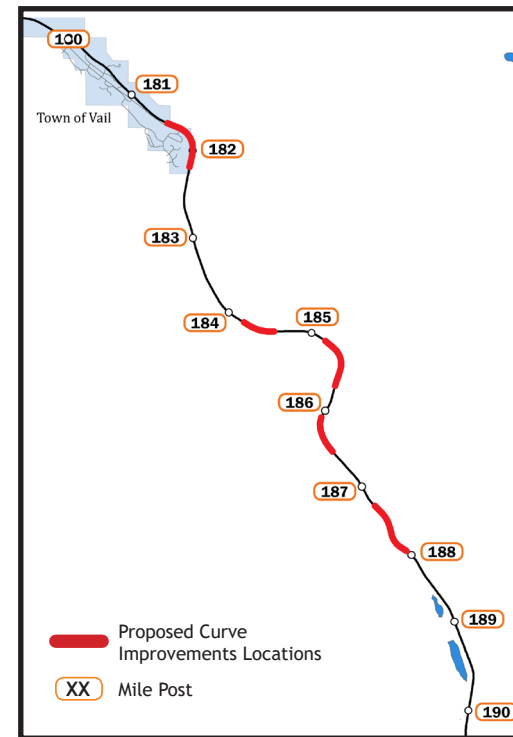 181
Town of Vail
182
183
184
185
186
187
188
189
Proposed Curve
Improvements Locations
XX
Mile Post
190